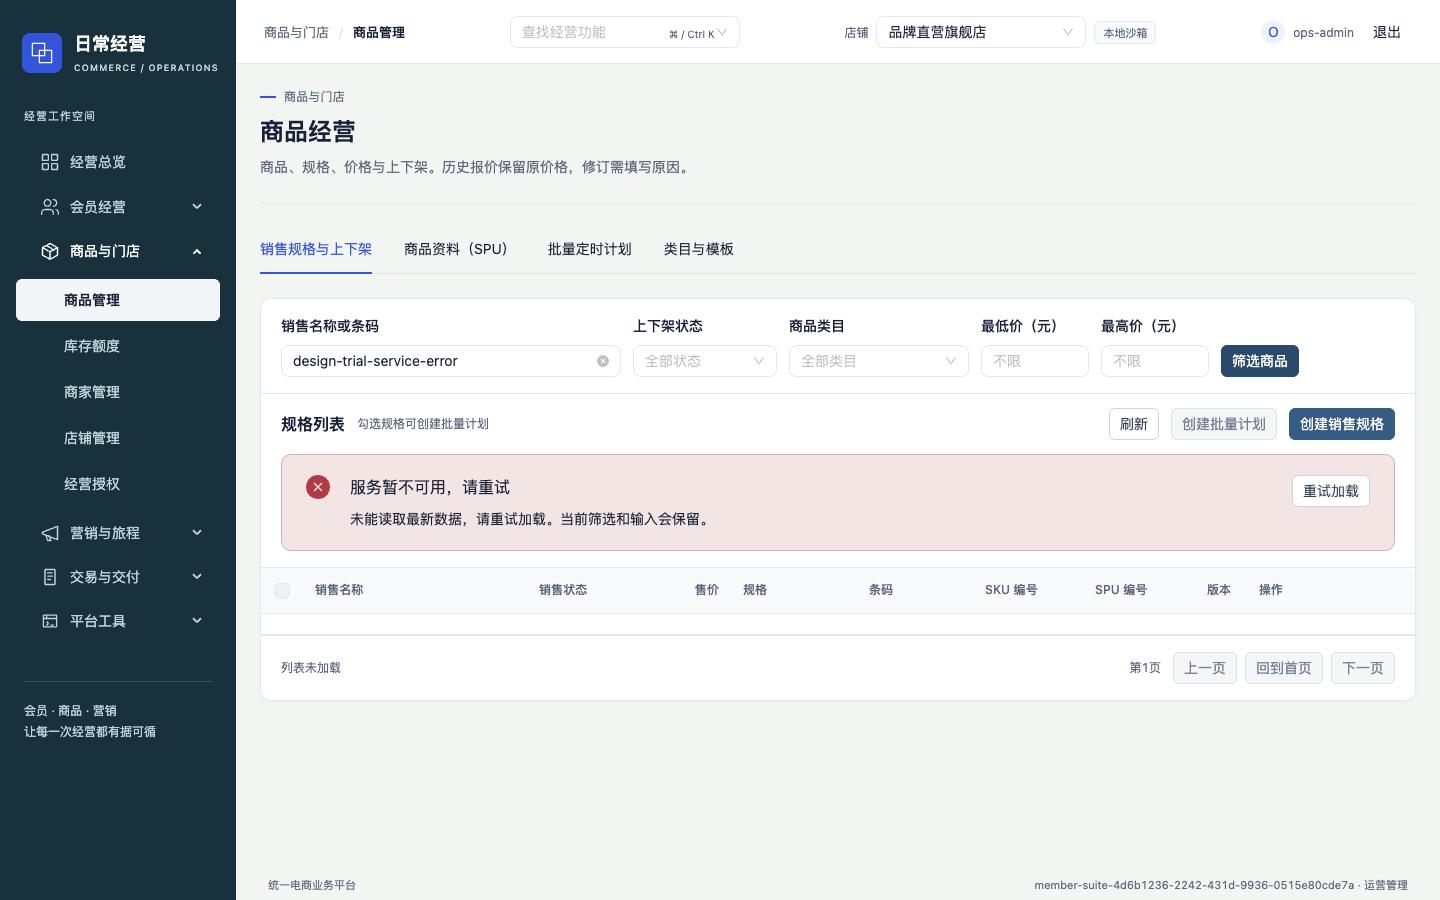 日常经营
COMMERCE / OPERATIONS
经营工作空间
经营总览
会员经营
商品与门店
商品管理
库存额度
商家管理
店铺管理
经营授权
营销与旅程
交易与交付
平台工具
会员 · 商品 · 营销
让每一次经营都有据可循
商品与门店 / 商品管理
查找经营功能 ⌘ / Ctrl K
店铺 品牌直营旗舰店 本地沙箱
O ops-admin 退出
商品与门店
商品经营
商品、规格、价格与上下架。历史报价保留原价格，修订需填写原因。
销售规格与上下架 商品资料（SPU） 批量定时计划 类目与模板
销售名称或条码 上下架状态 商品类目 最低价（元） 最高价（元）
design-trial-service-error 全部状态 全部类目 不限 不限 筛选商品
规格列表 勾选规格可创建批量计划 刷新 创建批量计划 创建销售规格
服务暂不可用，请重试
未能读取最新数据，请重试加载。当前筛选和输入会保留。
重试加载
销售名称 销售状态 售价 规格 条码 SKU 编号 SPU 编号 版本 操作
列表未加载 第1页 上一页 回到首页 下一页
统一电商业务平台 member-suite-4d6b1236-2242-431d-9936-0515e80cde7a · 运营管理